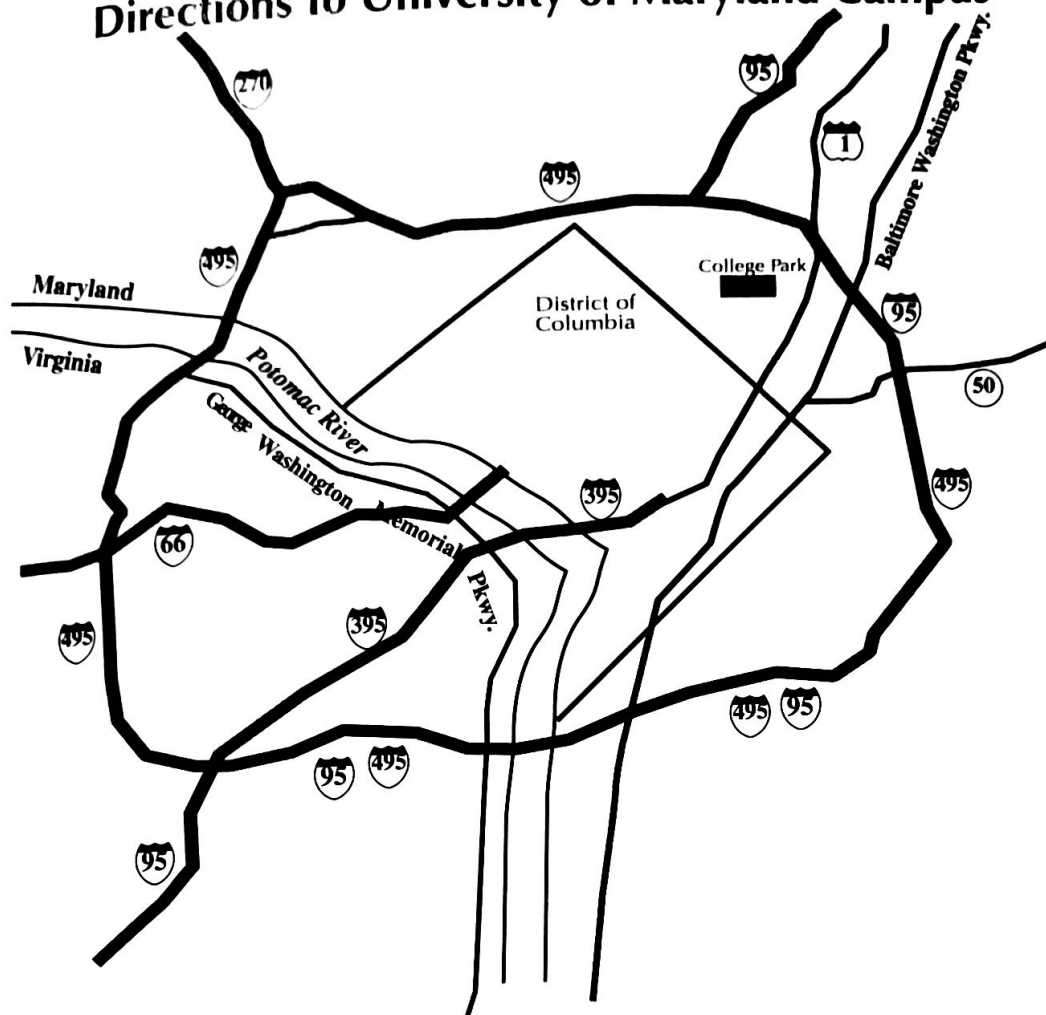 Directions to University of Maryland Campus
270
95
1
Baltimore Washington Pkwy.
495
495
College Park
Maryland
District of
Columbia
95
Virginia
Potomac River
50
George Washington Memorial Pkwy.
395
495
66
395
495
495 95
95 495
95